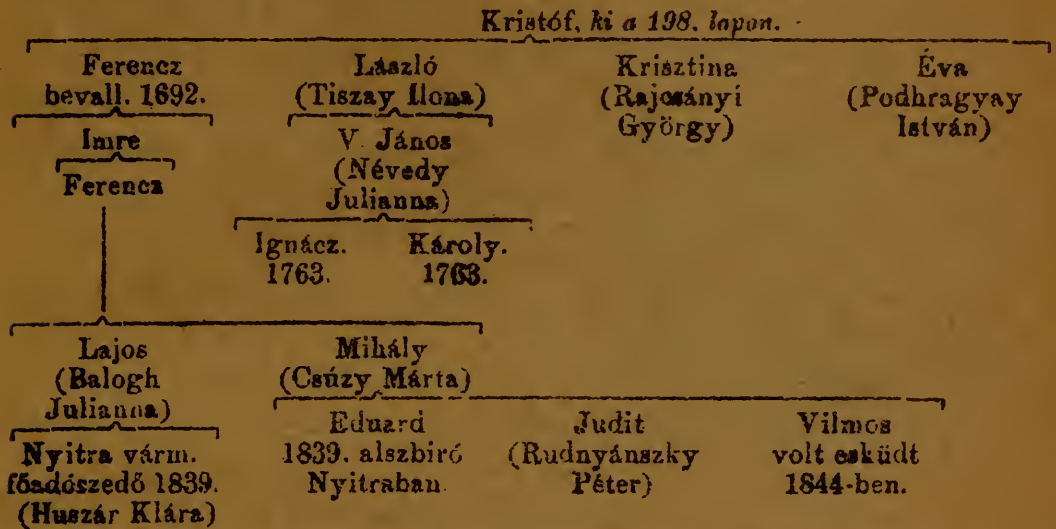 Kristóf, ki a 198. lapon.
Ferencz László Krisztina Éva
bevall. 1692. (Tiszay Ilona) (Rajcsányi (Podhragyay
György) István)
Imre V. János
(Névedy
Ferencz Julianna)
Ignácz. Károly.
1763. 1763.
Lajos Mihály
(Balogh (Csúzy Márta)
Julianna)
Eduard Judit Vilmos
Nyitra várm. 1839. alszbiró (Rudnyánszky volt esküdt
főadószedő 1839. Nyitraban. Péter) 1844-ben.
(Huszár Klára)